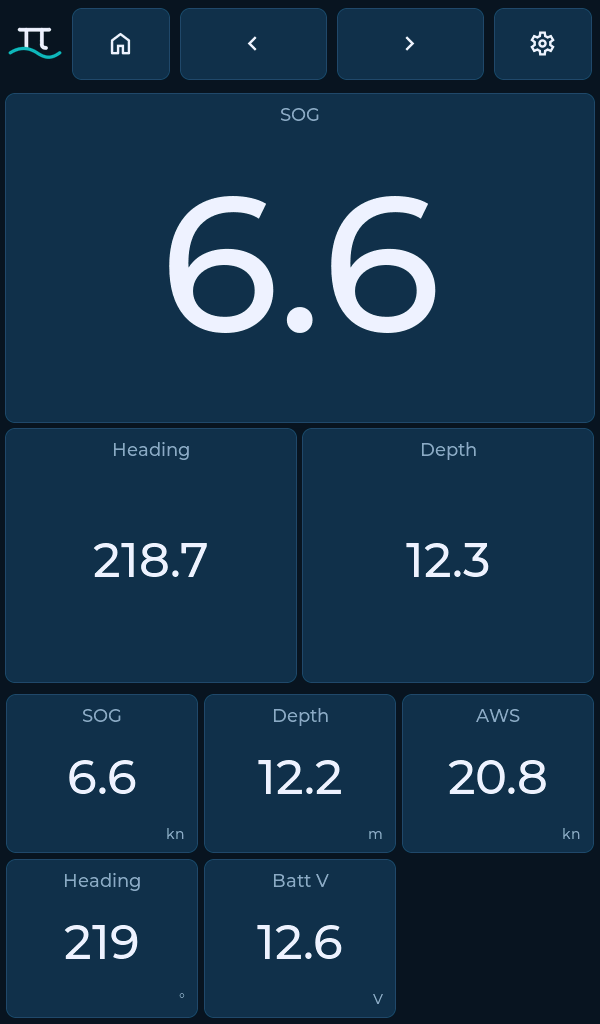 SOG
6.6
Heading
218.7
Depth
12.3
SOG
6.6
kn
Depth
12.2
m
AWS
20.8
kn
Heading
219
°
Batt V
12.6
V